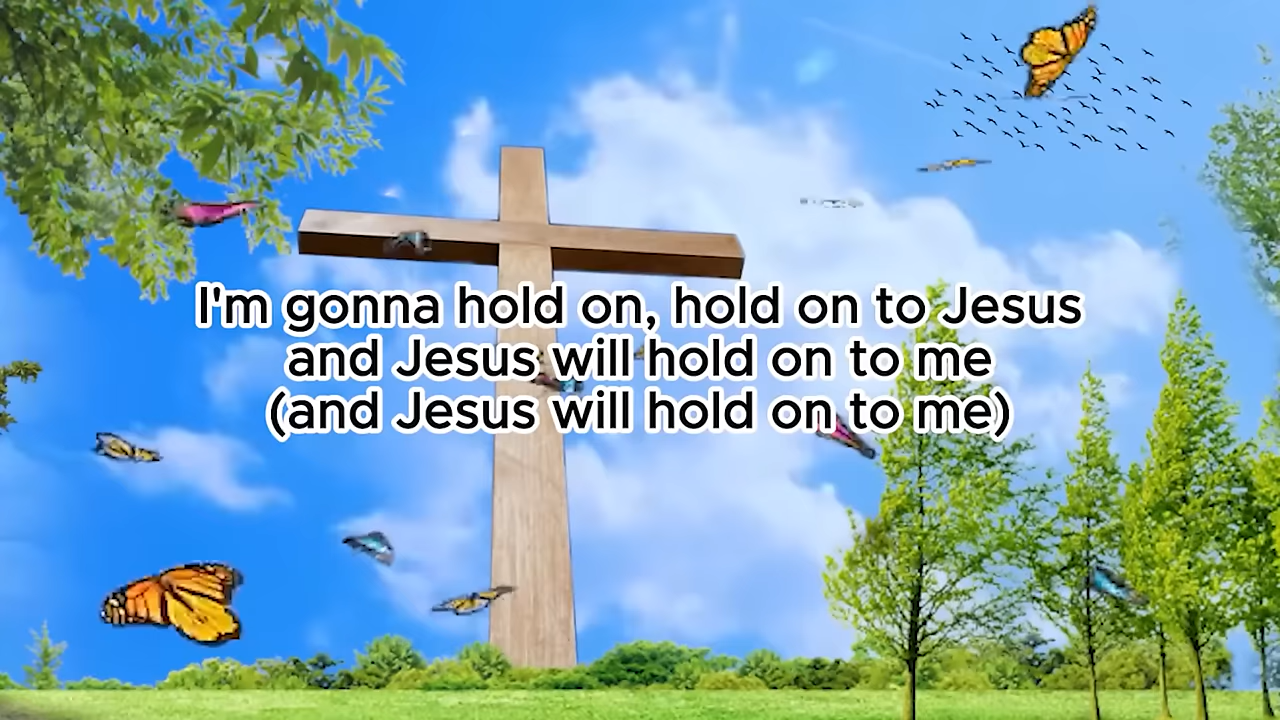 I'm gonna hold on, hold on to Jesus
and Jesus will hold on to me
(and Jesus will hold on to me)